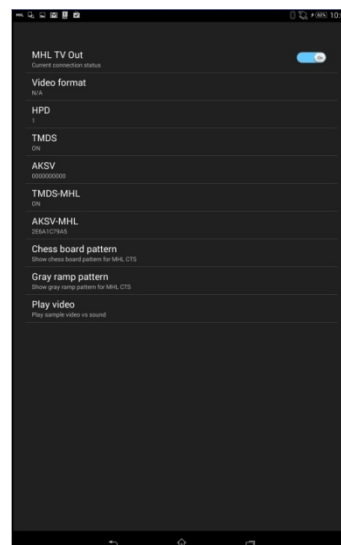 10:
MHL TV Out
Current connection status
Video format
N/A
HPD
1
TMDS
ON
AKSV
0000000000
TMDS-MHL
ON
AKSV-MHL
2E6A1C79A5
Chess board pattern
Show chess board pattern for MHL CTS
Gray ramp pattern
Show gray ramp pattern for MHL CTS
Play video
Play sample video vs sound